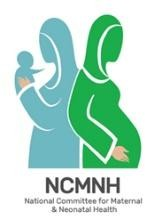 NCMNH
National Committee for Maternal
& Neonatal Health